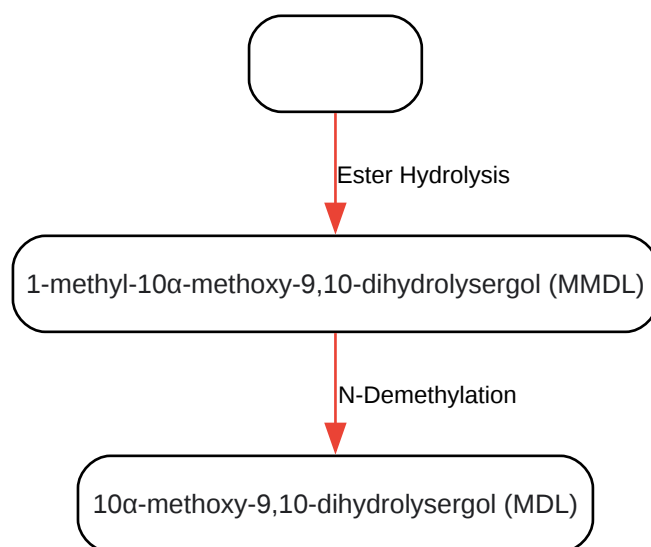 Ester Hydrolysis
1-methyl-10α-methoxy-9,10-dihydrolysergol (MMDL)
N-Demethylation
10α-methoxy-9,10-dihydrolysergol (MDL)